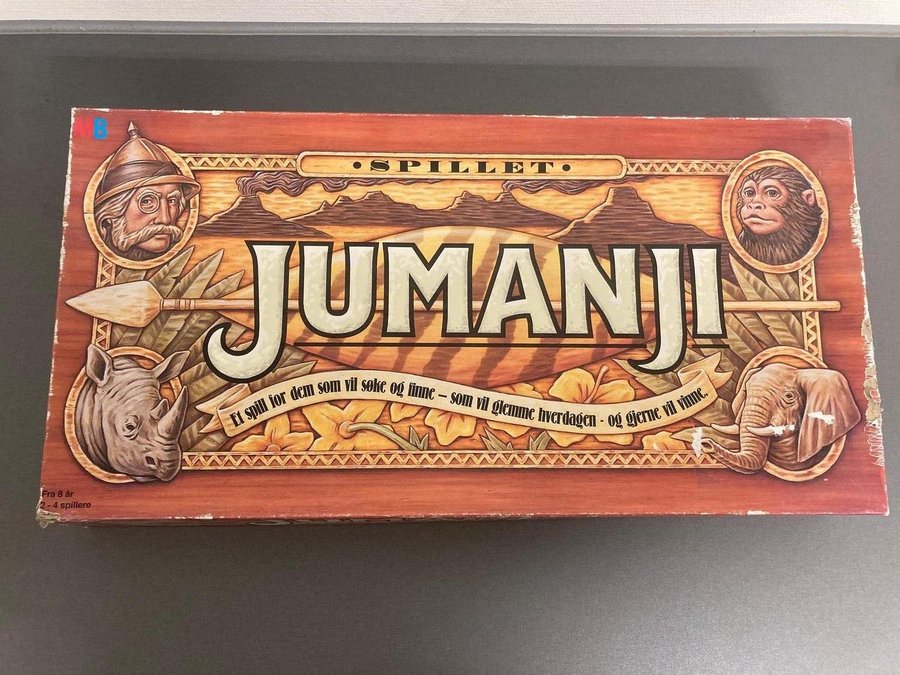 MB
• SPILLET •
JUMANJI
Et spill for dem som vil søke og finne – som vil glemme hverdagen - og gjerne vil vinne.
Fra 8 år
2 - 4 spillere